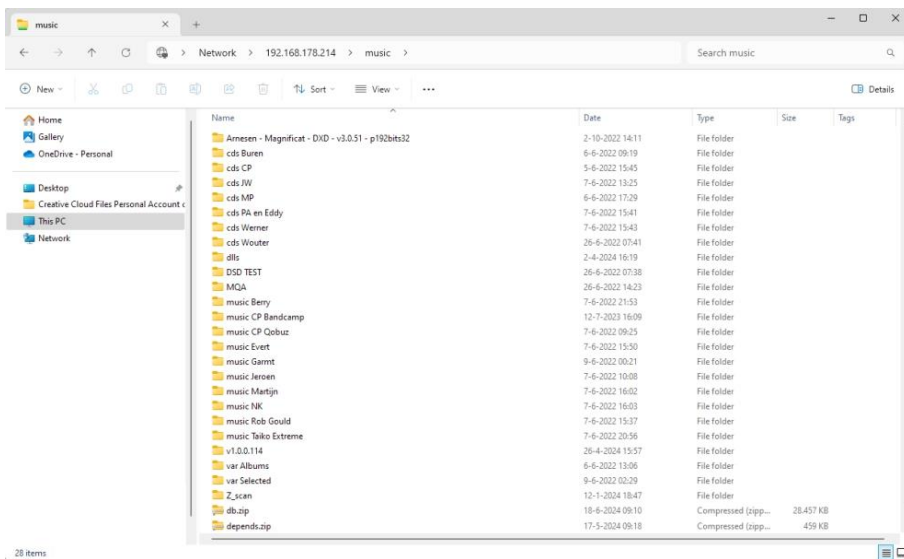 music
Network > 192.168.178.214 > music >
Search music
New
Sort
View
Details
Name Date Type Size Tags
Home
Gallery
OneDrive - Personal
Desktop
Creative Cloud Files Personal Account
This PC
Network
Arnesen - Magnificat - DXD - v3.0.51 - p192bits32 2-10-2022 14:11 File folder
cds Buren 6-6-2022 09:19 File folder
cds CP 5-6-2022 15:45 File folder
cds JW 7-6-2022 13:25 File folder
cds MP 6-6-2022 17:29 File folder
cds PA en Eddy 7-6-2022 15:41 File folder
cds Werner 7-6-2022 15:43 File folder
cds Wouter 26-6-2022 07:41 File folder
dlls 2-4-2024 16:19 File folder
DSD TEST 26-6-2022 07:38 File folder
MQA 26-6-2022 14:23 File folder
music Berry 7-6-2022 21:53 File folder
music CP Bandcamp 12-7-2023 16:09 File folder
music CP Qobuz 7-6-2022 09:25 File folder
music Evert 7-6-2022 15:50 File folder
music Garmt 9-6-2022 00:21 File folder
music Jeroen 7-6-2022 10:08 File folder
music Martijn 7-6-2022 16:02 File folder
music NK 7-6-2022 16:03 File folder
music Rob Gould 7-6-2022 15:37 File folder
music Taiko Extreme 7-6-2022 20:56 File folder
v1.0.0.114 26-4-2024 15:57 File folder
var Albums 6-6-2022 13:06 File folder
var Selected 9-6-2022 02:29 File folder
Z_scan 12-1-2024 18:47 File folder
db.zip 18-6-2024 09:10 Compressed (zipp... 28.457 KB
depends.zip 17-5-2024 09:18 Compressed (zipp... 459 KB
28 items